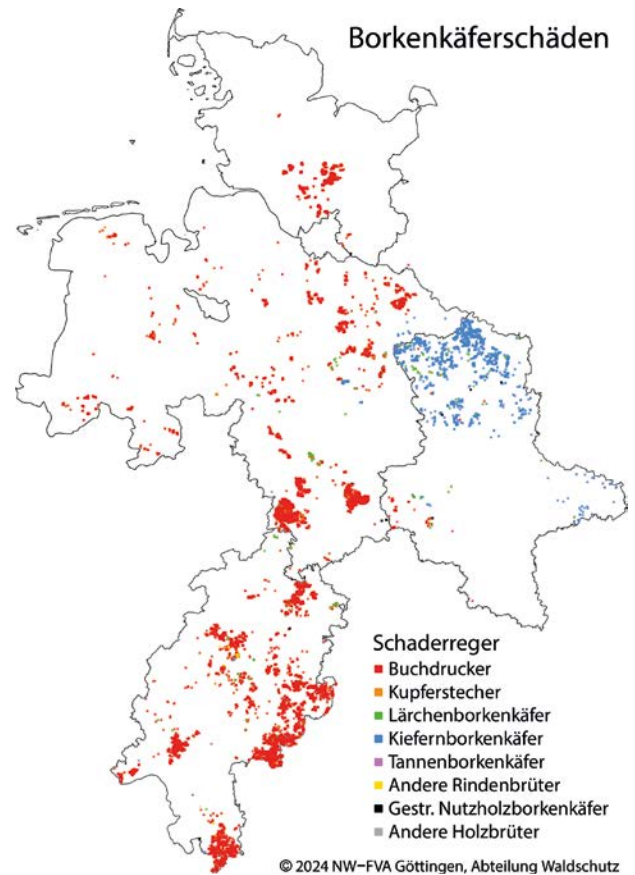 Borkenkäferschäden
Schaderreger
Buchdrucker
Kupferstecher
Lärchenborkenkäfer
Kiefernborkenkäfer
Tannenborkenkäfer
Andere Rindenbrüter
Gestr. Nutzholzborkenkäfer
Andere Holzbrüter
© 2024 NW–FVA Göttingen, Abteilung Waldschutz